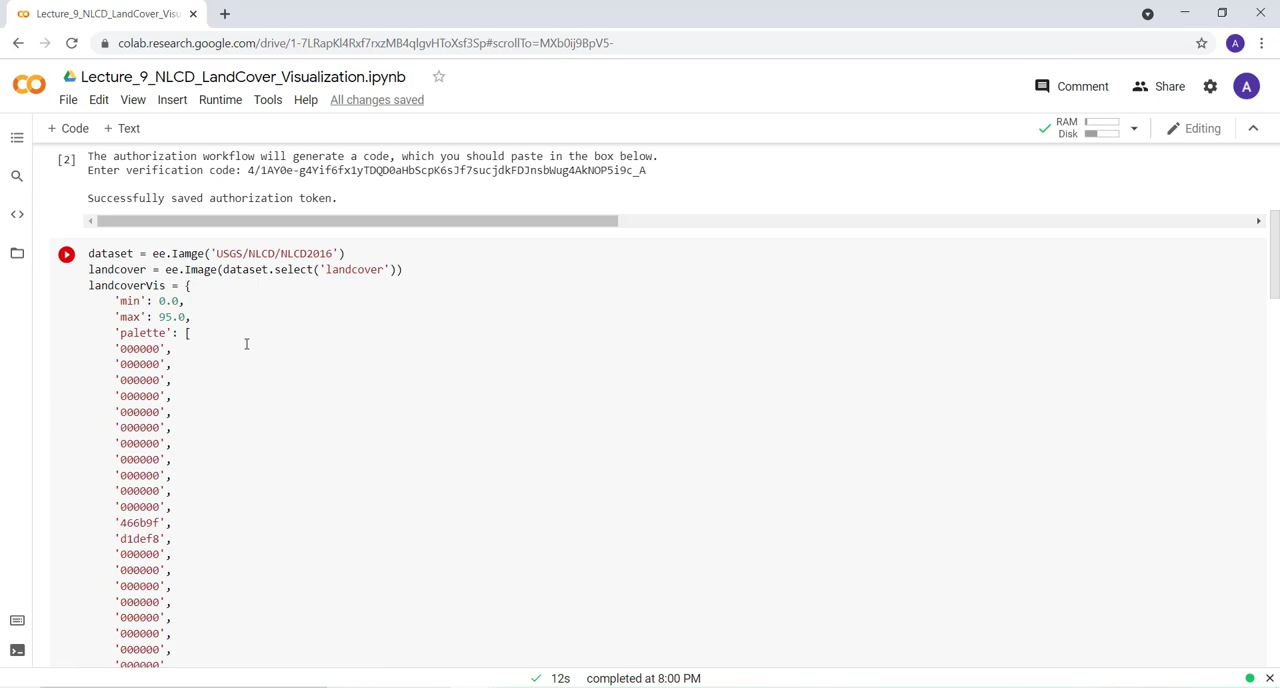 Lecture_9_NLCD_LandCover_Visu
colab.research.google.com/drive/1-7LRapKl4Rxf7rxzMB4qlgvHToXsf3Sp#scrollTo=MXb0ij9BpV5-
A
Lecture_9_NLCD_LandCover_Visualization.ipynb
Comment
Share
A
File Edit View Insert Runtime Tools Help All changes saved
+ Code + Text
RAM
Disk
Editing
[2]
The authorization workflow will generate a code, which you should paste in the box below.
Enter verification code: 4/1AY0e-g4Yif6fx1yTDQD0aHbScpK6sJf7sucjdkFDJnsbWug4AkNOP5i9c_A
Successfully saved authorization token.
dataset = ee.Iamge('USGS/NLCD/NLCD2016')
landcover = ee.Image(dataset.select('landcover'))
landcoverVis = {
'min': 0.0,
'max': 95.0,
'palette': [
'000000',
'000000',
'000000',
'000000',
'000000',
'000000',
'000000',
'000000',
'000000',
'000000',
'000000',
'466b9f',
'd1def8',
'000000',
'000000',
'000000',
'000000',
'000000',
'000000',
'000000',
'000000'
12s completed at 8:00 PM